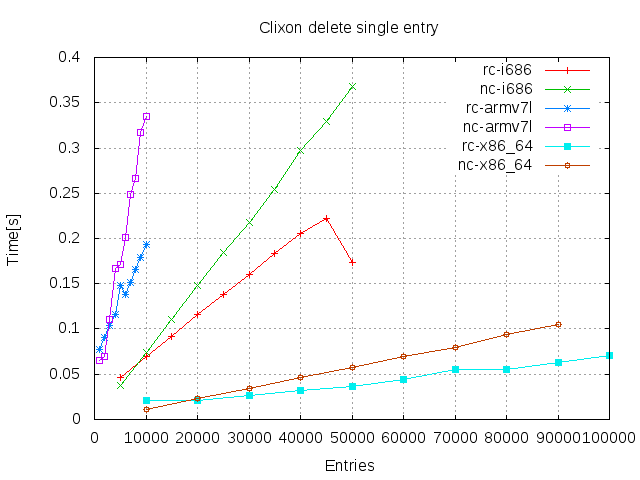 Clixon delete single entry
0.4
0.35
0.3
0.25
0.2
0.15
0.1
0.05
0
Time[s]
rc-i686
nc-i686
rc-armv7l
nc-armv7l
rc-x86_64
nc-x86_64
0 10000 20000 30000 40000 50000 60000 70000 80000 90000 100000
Entries